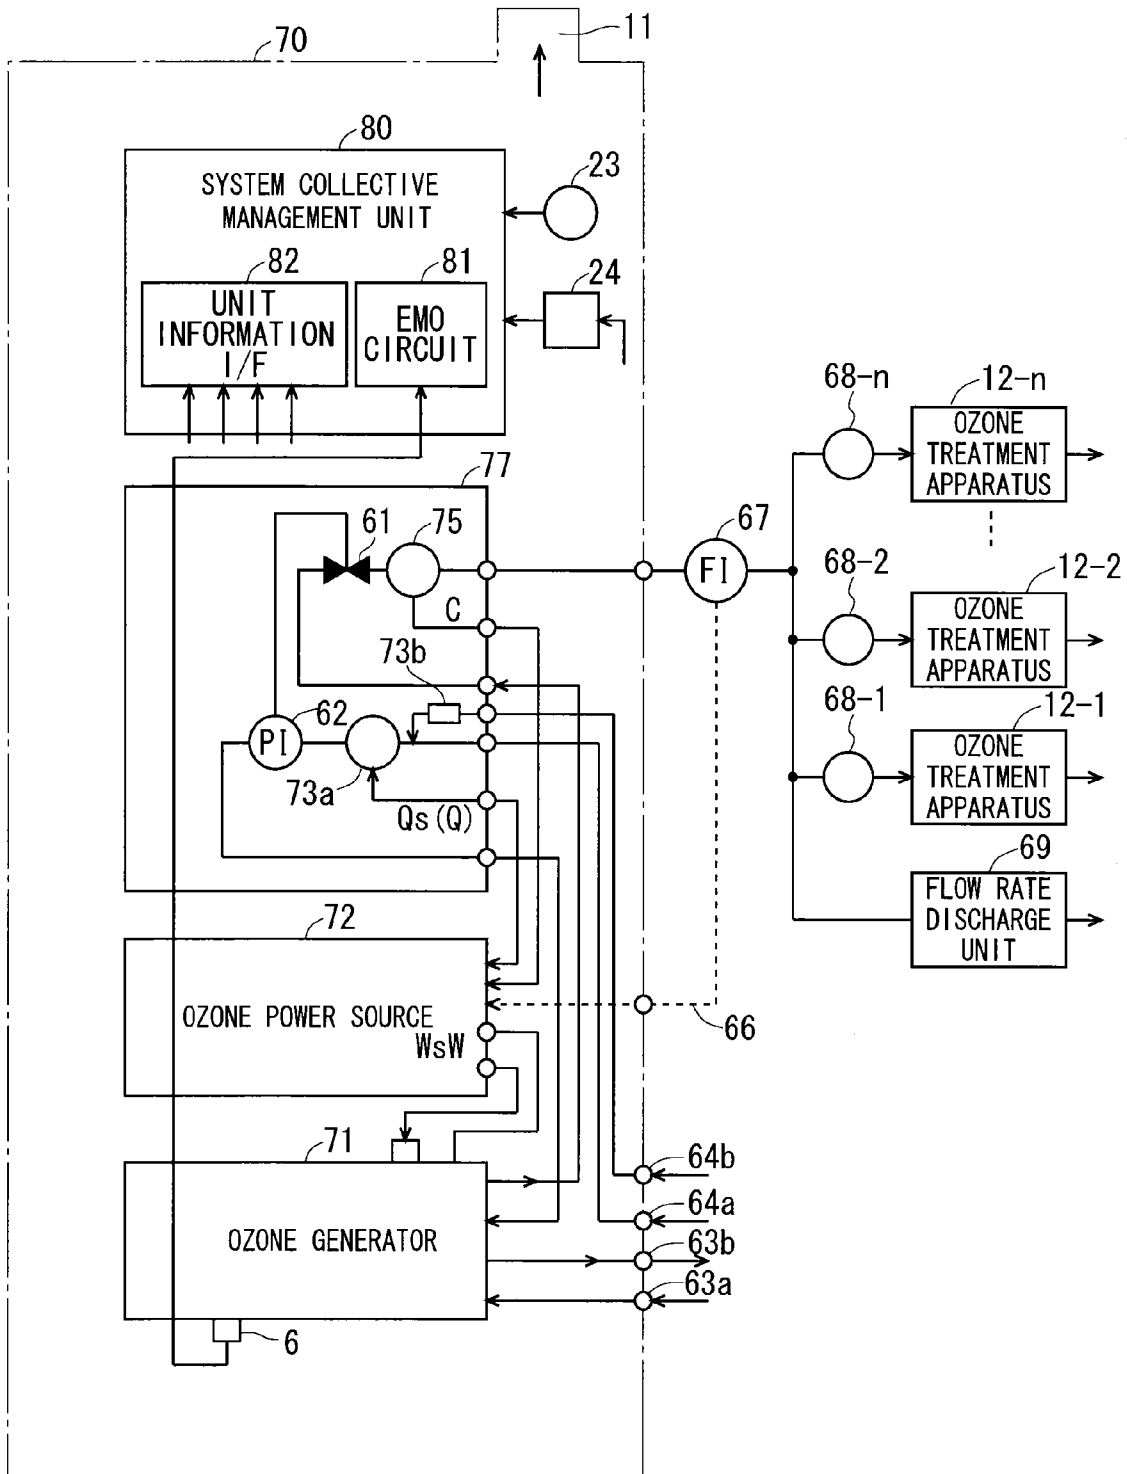 11
70
80
SYSTEM COLLECTIVE
MANAGEMENT UNIT
23
82
81
24
UNIT
INFORMATION
I/F
EMO
CIRCUIT
68-n
12-n
OZONE
TREATMENT
APPARATUS
77
61
75
67
FI
68-2
12-2
OZONE
TREATMENT
APPARATUS
C
73b
62
PI
73a
68-1
12-1
OZONE
TREATMENT
APPARATUS
Qs(Q)
69
FLOW RATE
DISCHARGE
UNIT
72
OZONE POWER SOURCE
WsW
66
71
64b
64a
OZONE GENERATOR
63b
63a
6